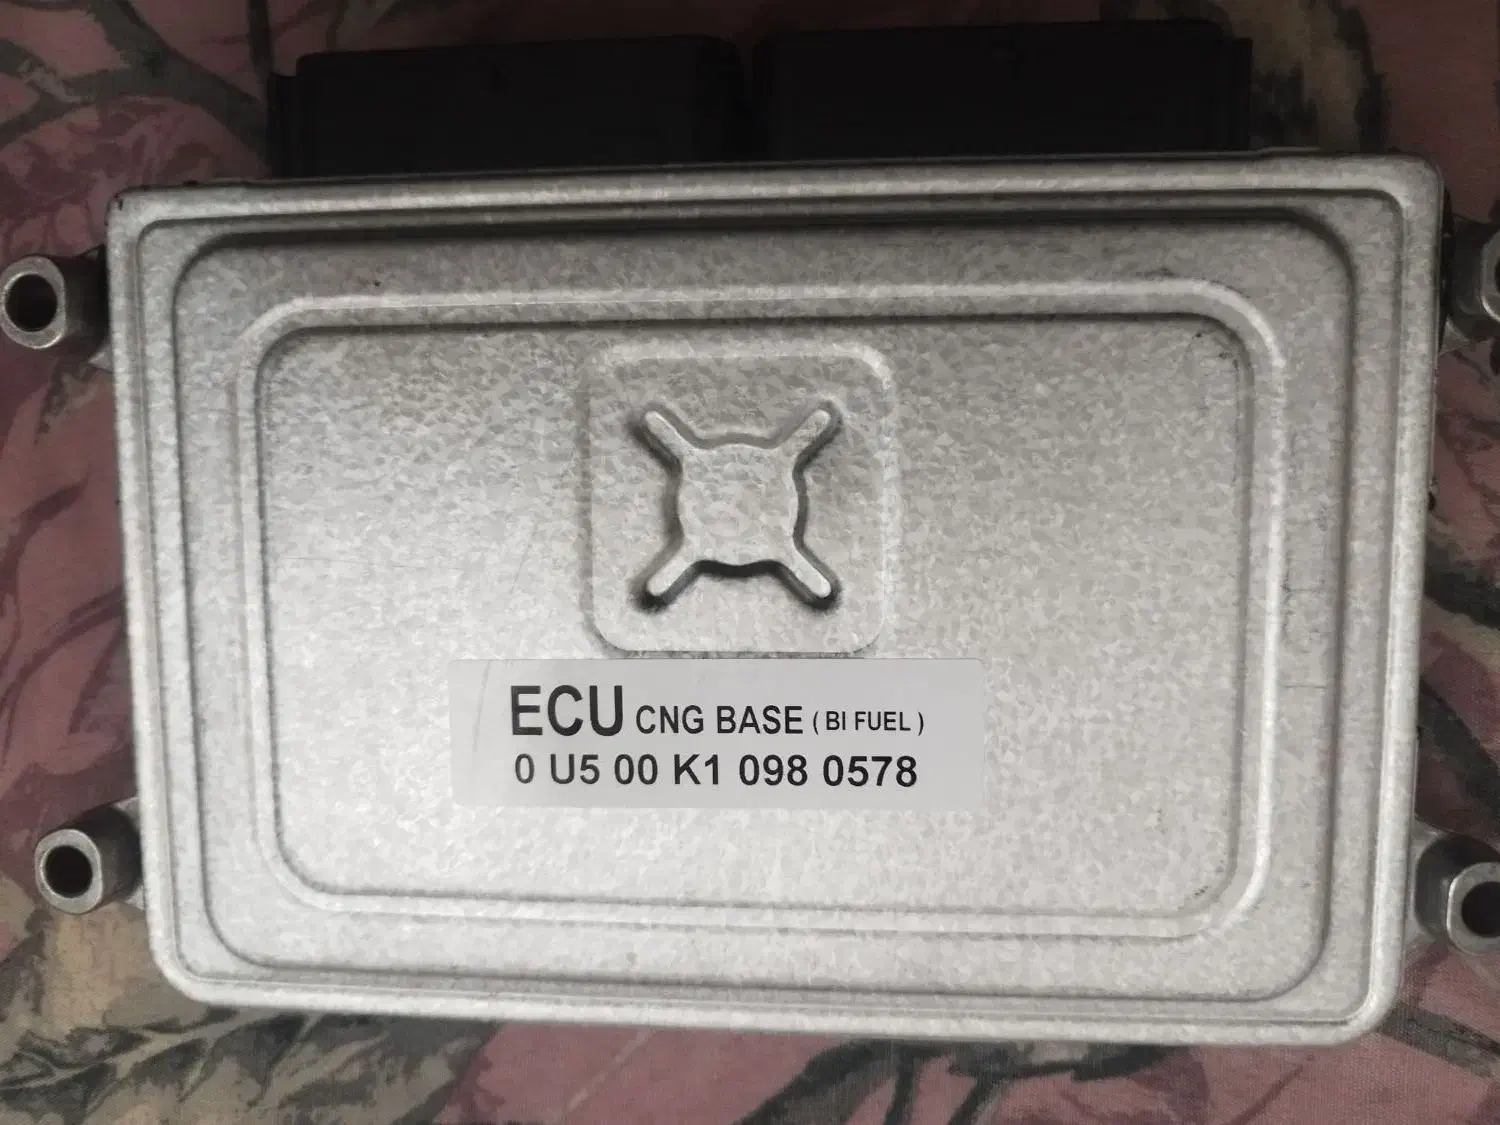 ECU CNG BASE ( BI FUEL )
0 U5 00 K1 098 0578